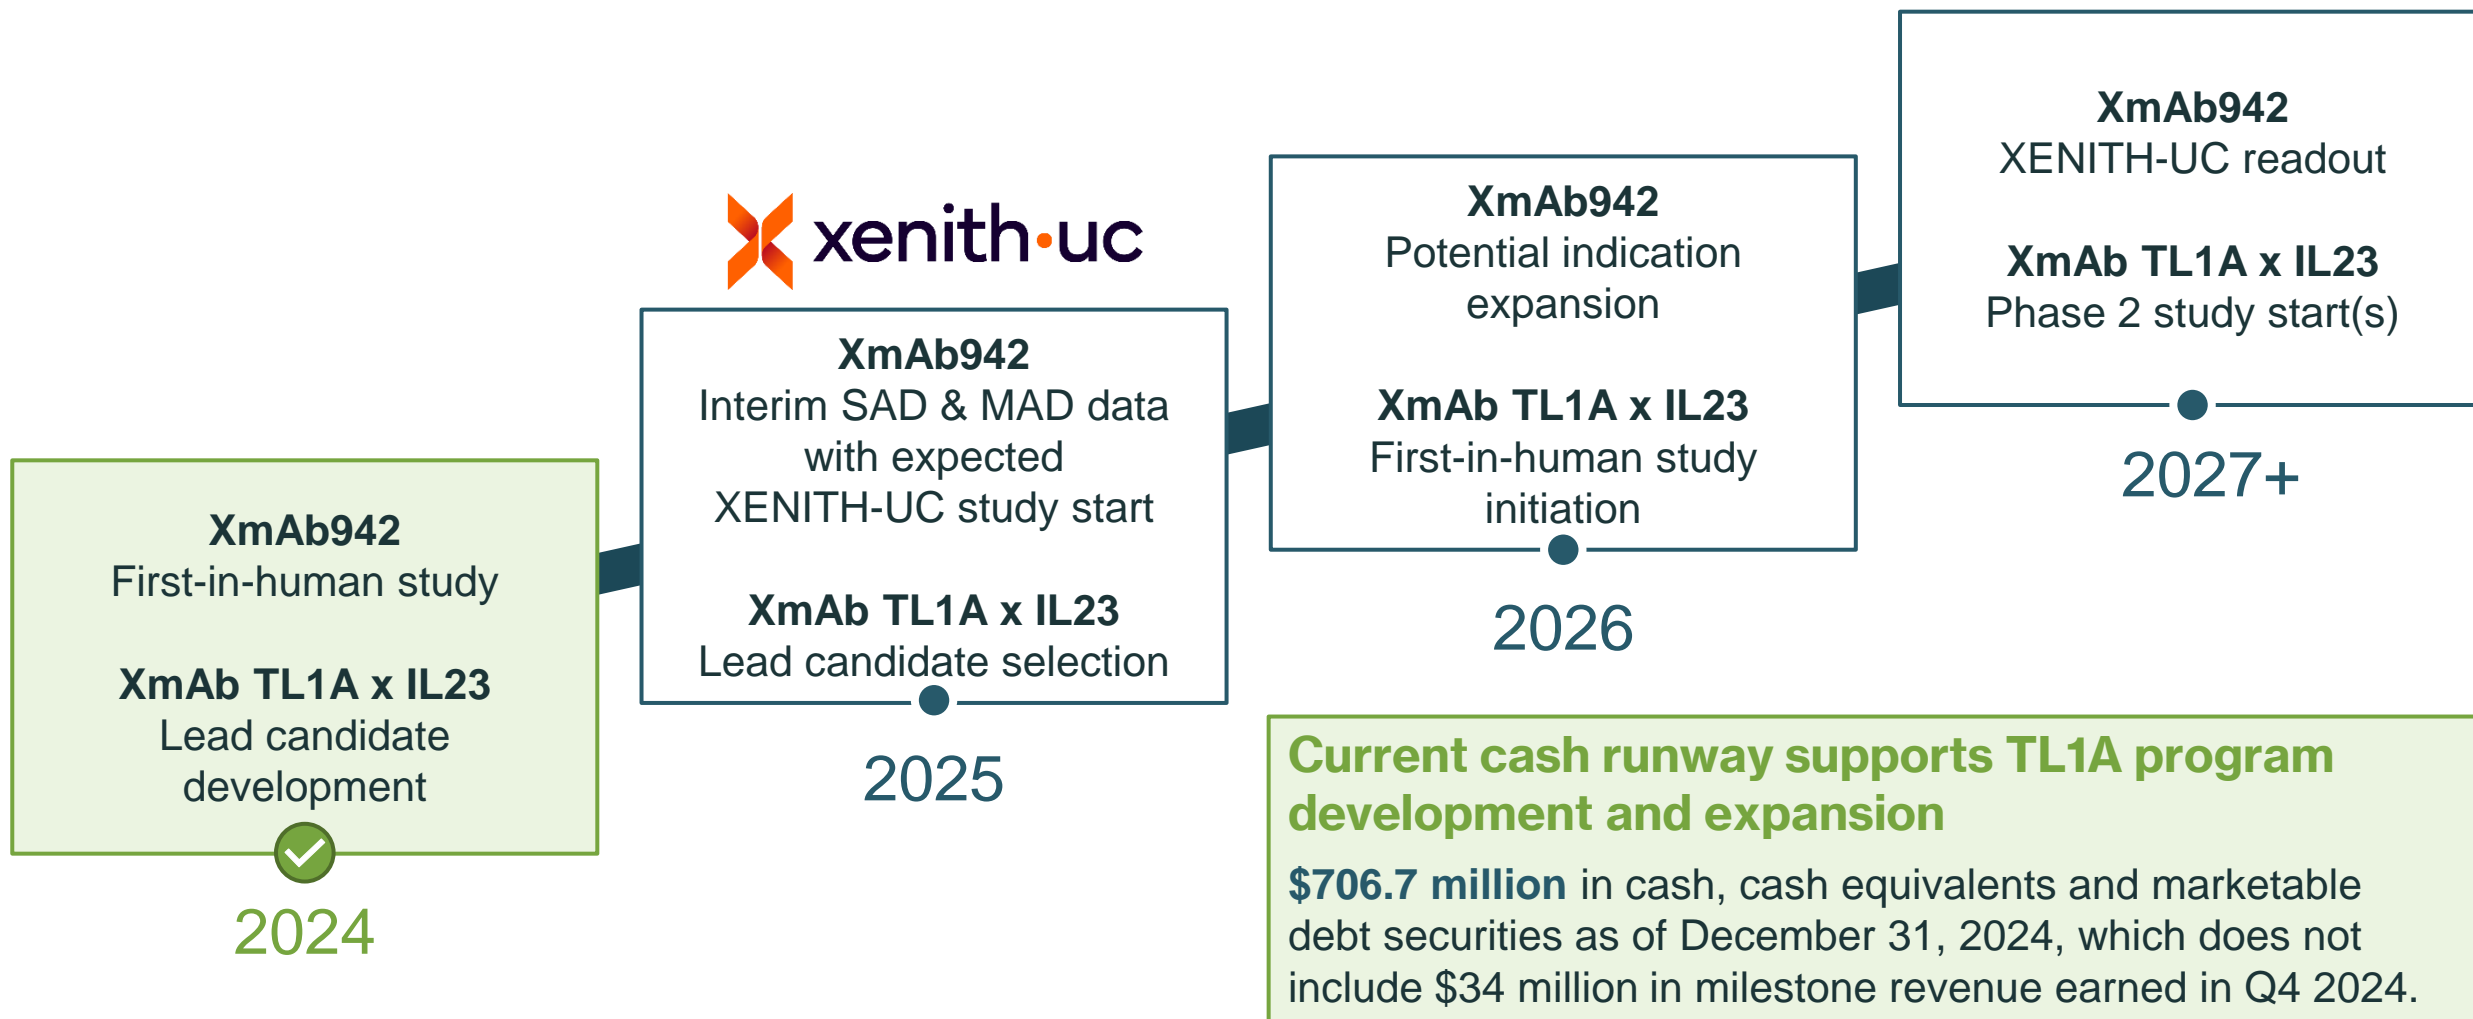 XmAb942
First-in-human study
XmAb TL1A x IL23
Lead candidate
development
2024
xenith·uc
XmAb942
Interim SAD & MAD data
with expected
XENITH-UC study start
XmAb TL1A x IL23
Lead candidate selection
2025
XmAb942
Potential indication
expansion
XmAb TL1A x IL23
First-in-human study
initiation
2026
XmAb942
XENITH-UC readout
XmAb TL1A x IL23
Phase 2 study start(s)
2027+
Current cash runway supports TL1A program
development and expansion
$706.7 million in cash, cash equivalents and marketable
debt securities as of December 31, 2024, which does not
include $34 million in milestone revenue earned in Q4 2024.